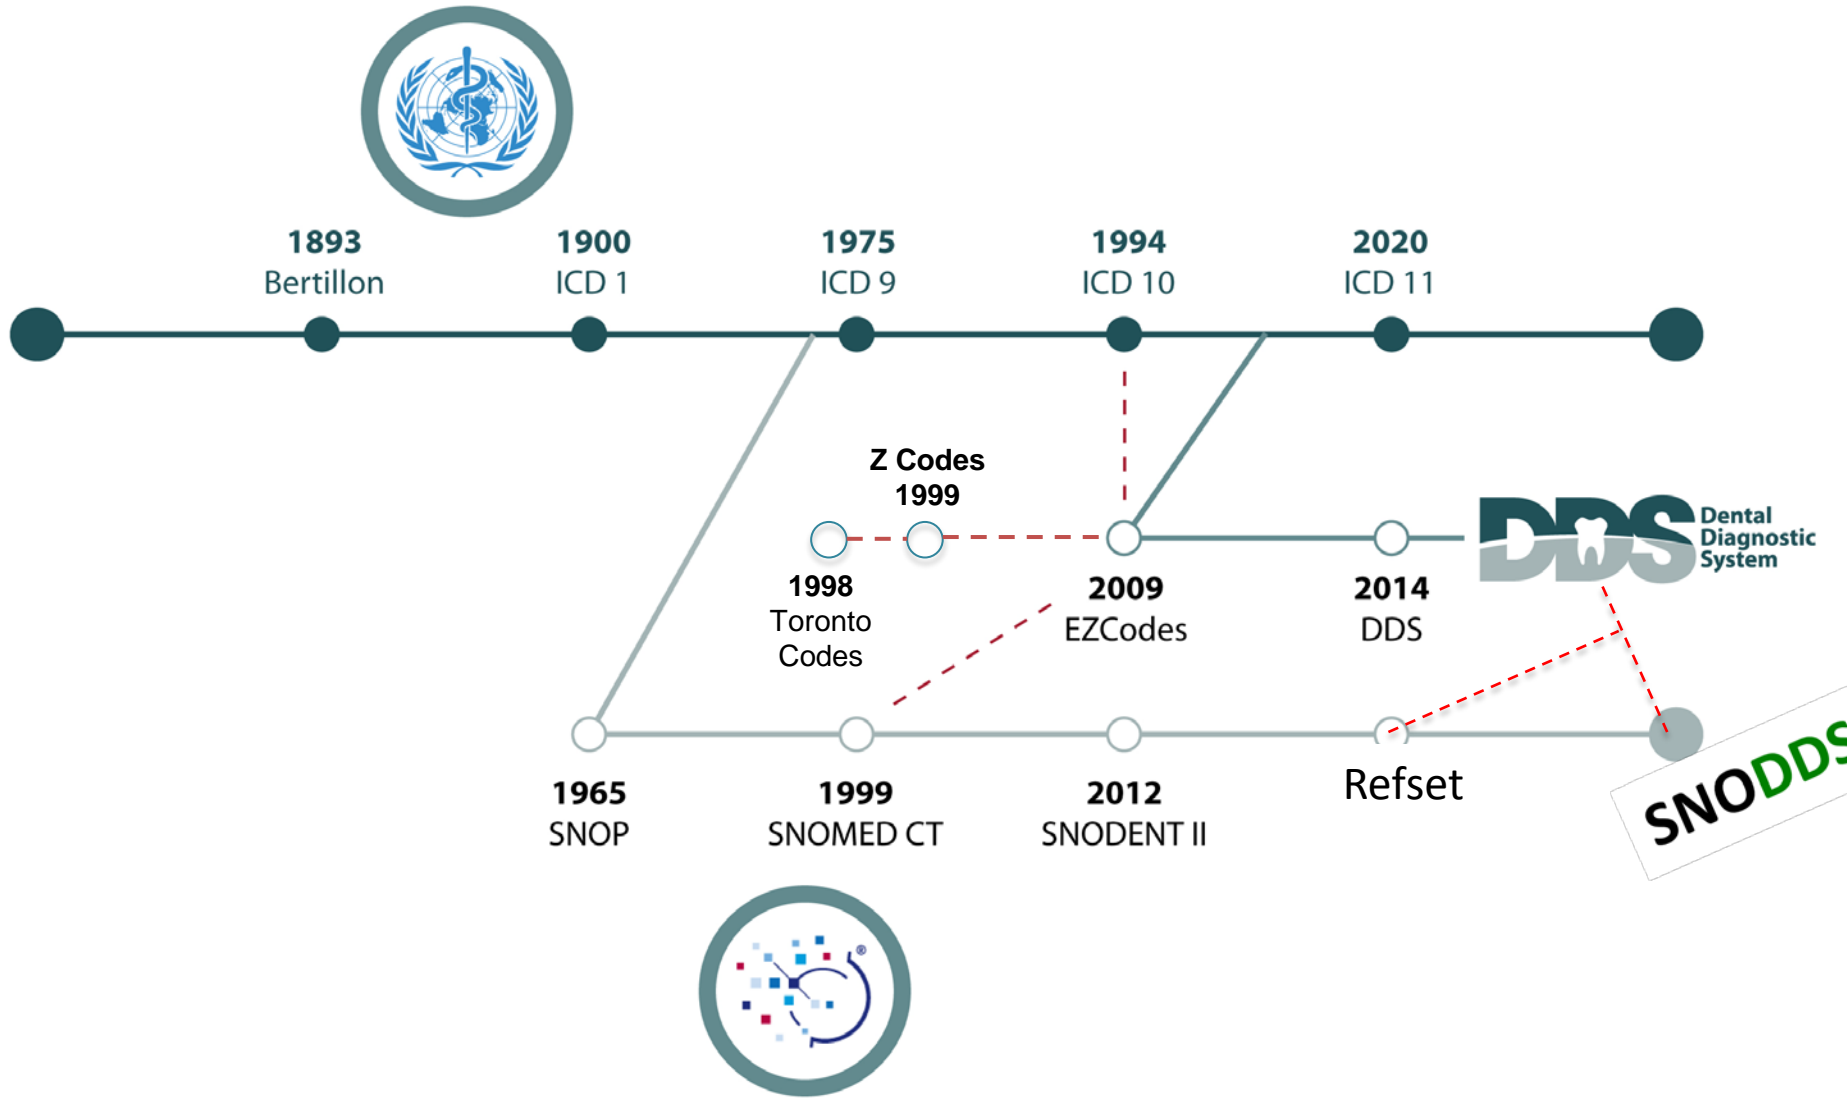 1893
Bertillon
1900
ICD 1
1975
ICD 9
1994
ICD 10
2020
ICD 11
Z Codes
1999
1998
Toronto
Codes
2009
EZCodes
2014
DDS
DDS
Dental
Diagnostic
System
1965
SNOP
1999
SNOMED CT
2012
SNODENT II
Refset
SNODDS
®